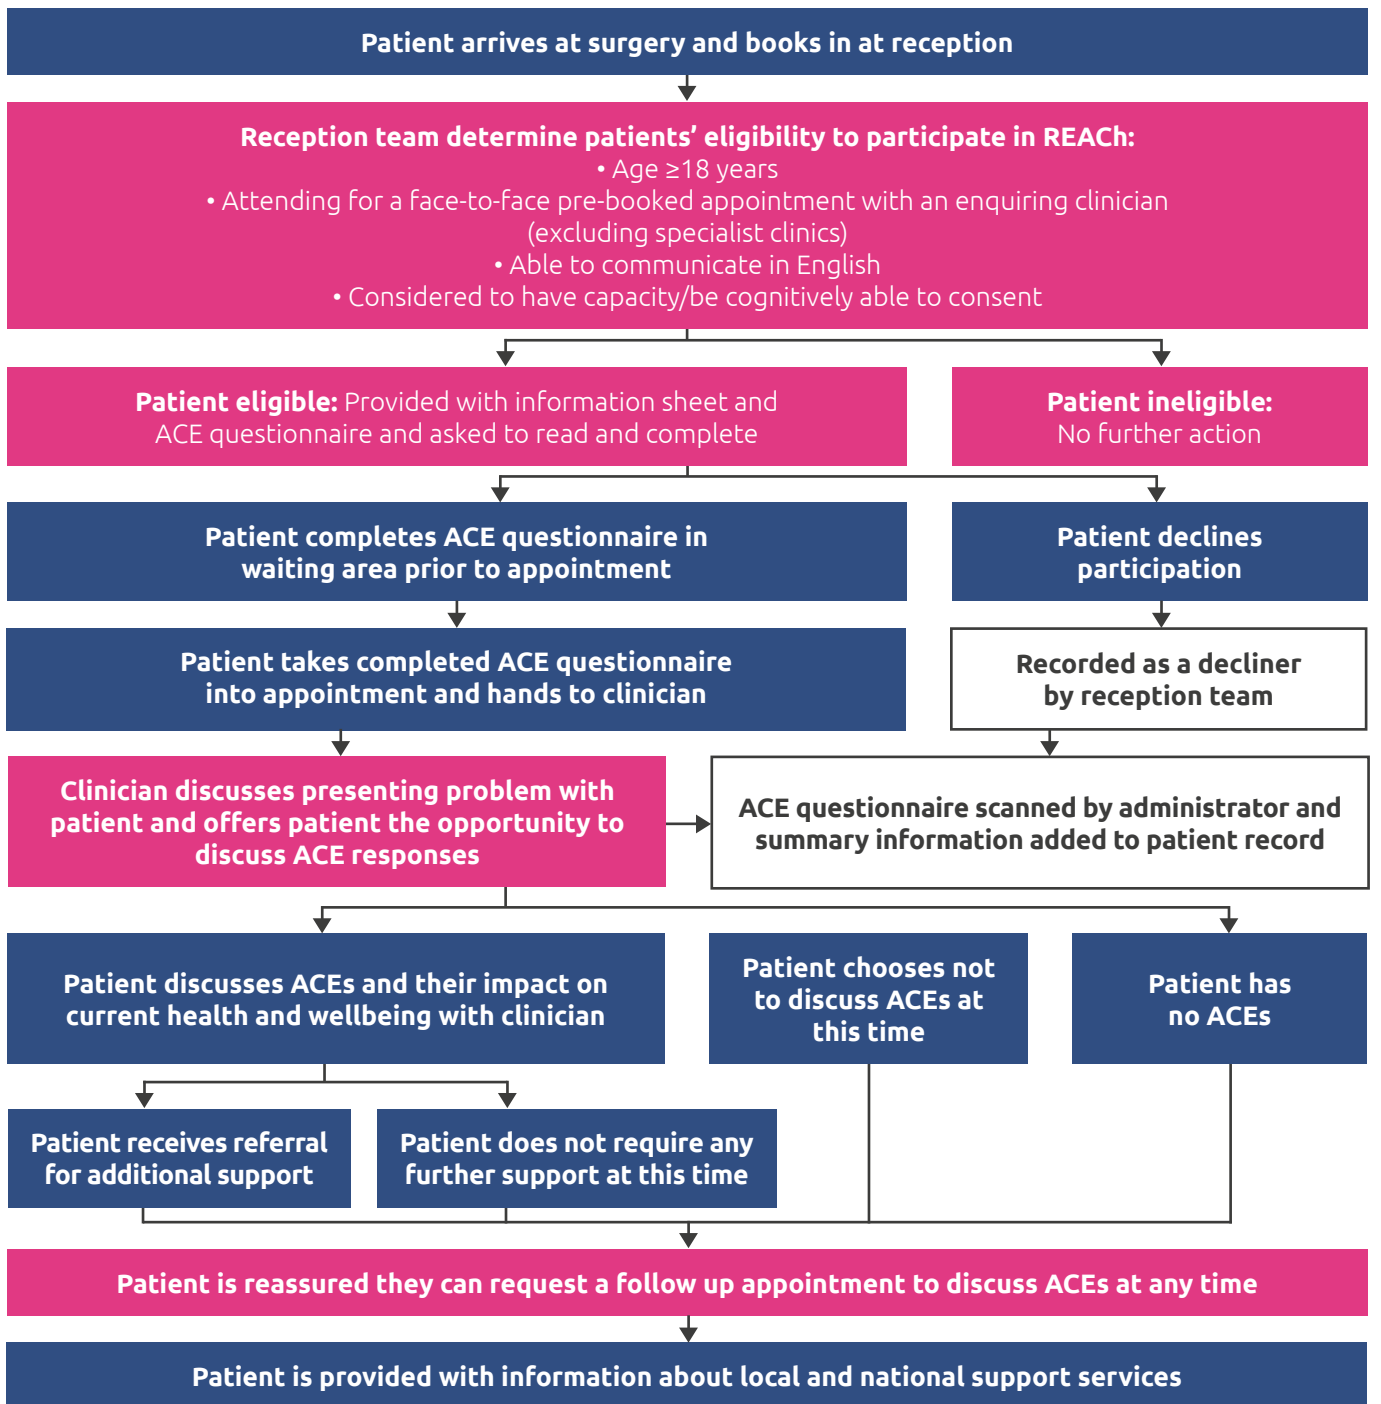 Patient arrives at surgery and books in at reception
Reception team determine patients’ eligibility to participate in REACh:
• Age ≥18 years
• Attending for a face-to-face pre-booked appointment with an enquiring clinician
(excluding specialist clinics)
• Able to communicate in English
• Considered to have capacity/be cognitively able to consent
Patient eligible: Provided with information sheet and
ACE questionnaire and asked to read and complete
Patient ineligible:
No further action
Patient completes ACE questionnaire in
waiting area prior to appointment
Patient declines
participation
Patient takes completed ACE questionnaire
into appointment and hands to clinician
Recorded as a decliner
by reception team
Clinician discusses presenting problem with
patient and offers patient the opportunity to
discuss ACE responses
ACE questionnaire scanned by administrator and
summary information added to patient record
Patient discusses ACEs and their impact on
current health and wellbeing with clinician
Patient chooses not
to discuss ACEs at
this time
Patient has
no ACEs
Patient receives referral
for additional support
Patient does not require any
further support at this time
Patient is reassured they can request a follow up appointment to discuss ACEs at any time
Patient is provided with information about local and national support services